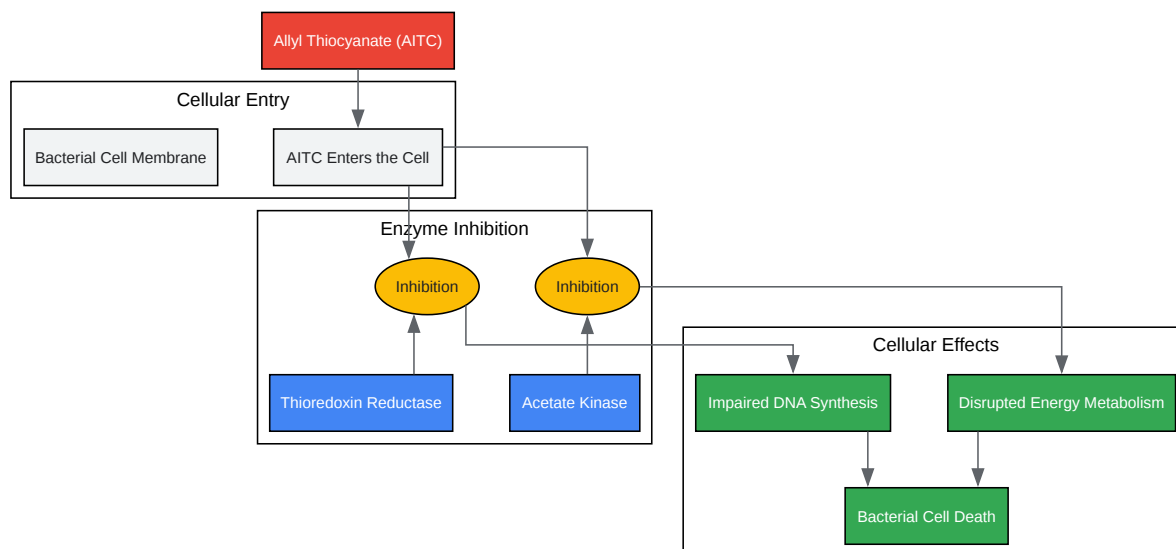 Allyl Thiocyanate (AITC)
Cellular Entry
Bacterial Cell Membrane
AITC Enters the Cell
Enzyme Inhibition
Inhibition
Inhibition
Thioredoxin Reductase
Acetate Kinase
Cellular Effects
Impaired DNA Synthesis
Disrupted Energy Metabolism
Bacterial Cell Death